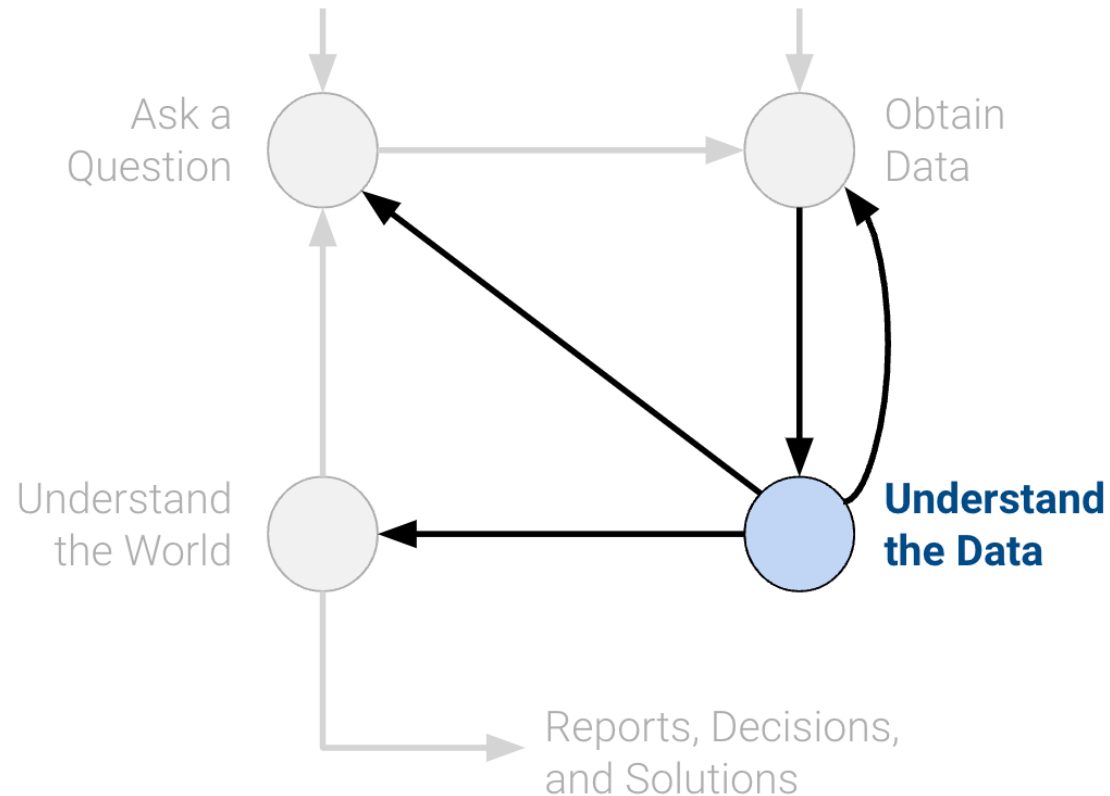 Ask a
Question
Obtain
Data
Understand
the World
Understand
the Data
Reports, Decisions,
and Solutions